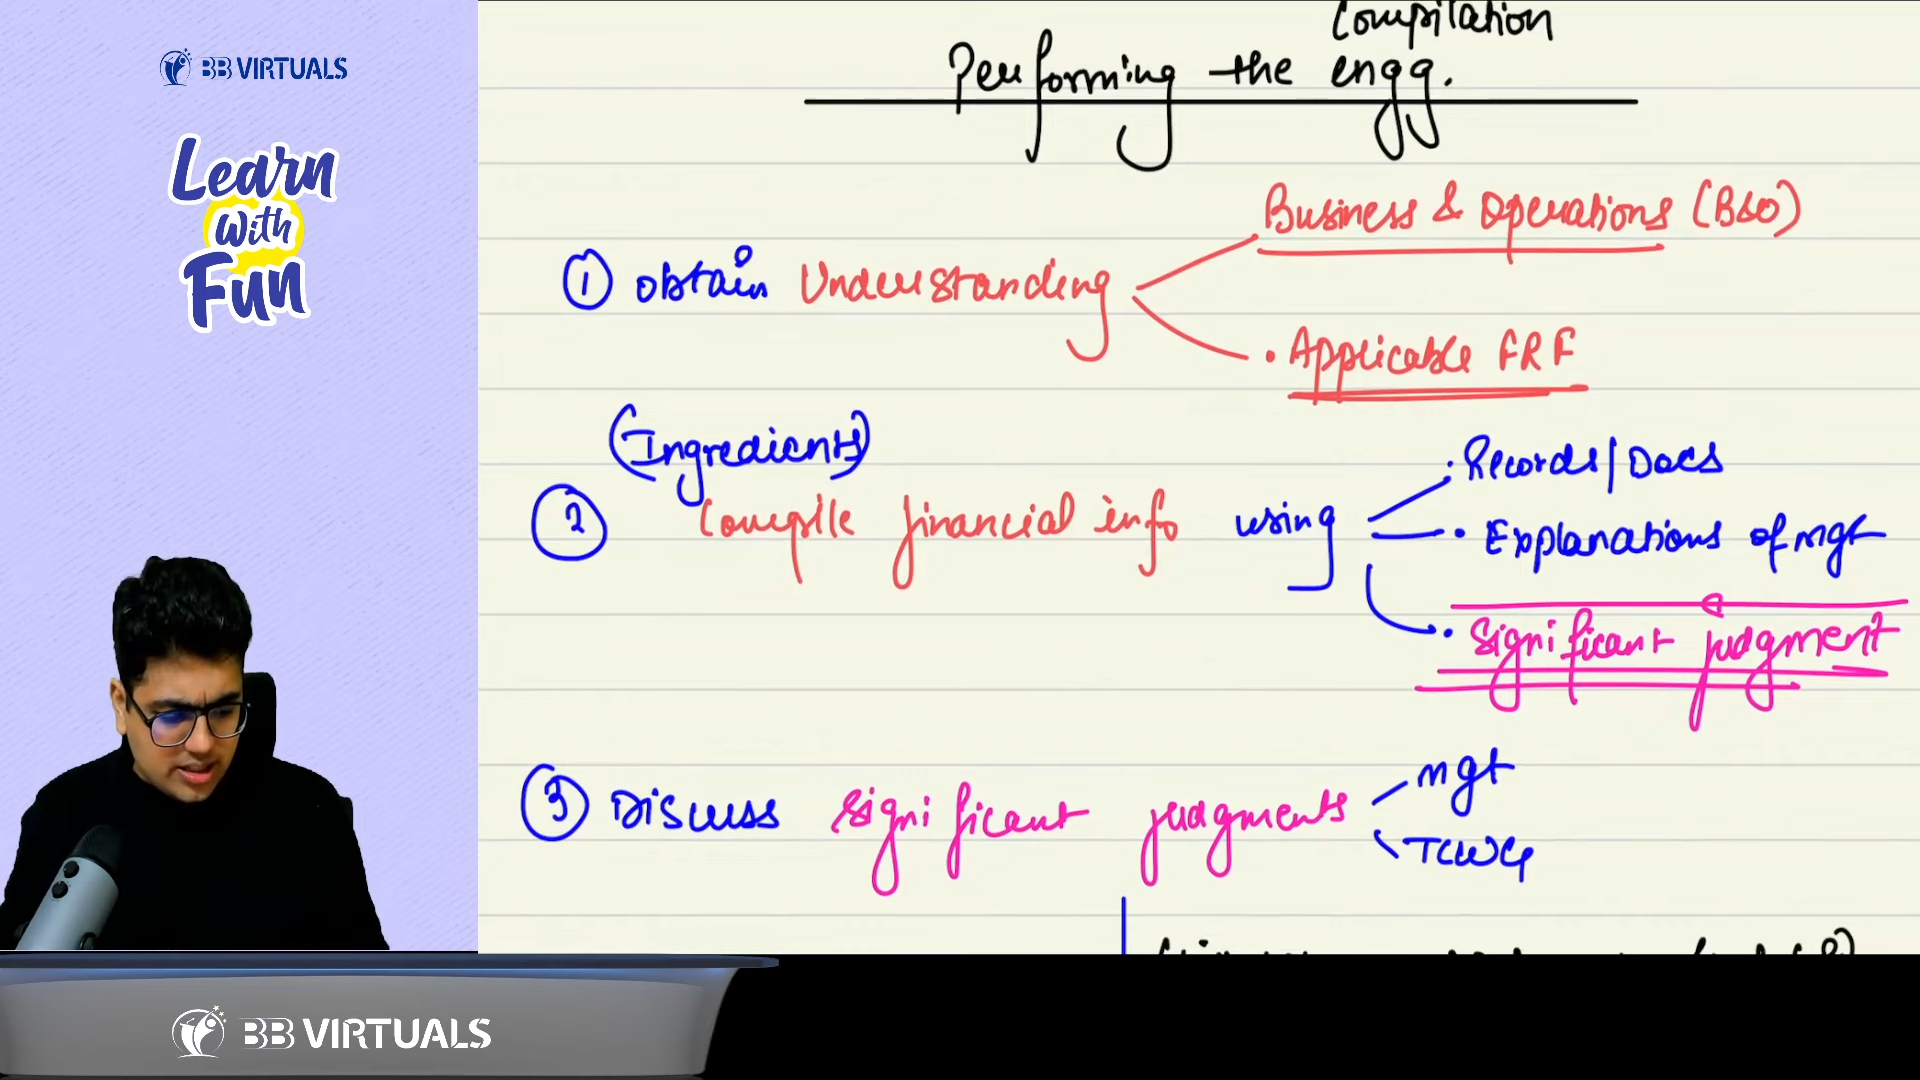 BB VIRTUALS
Learn
With
Fun
Compilation
Performing the engg.
Business & Operations (B&O)
① Obtain Understanding
• Applicable FRF
(Ingredients)
• Records/Docs
② Compile financial info using
• Explanations of mgt
• Significant judgment
mgt
③ Discuss significant judgments
TCWG
BB VIRTUALS